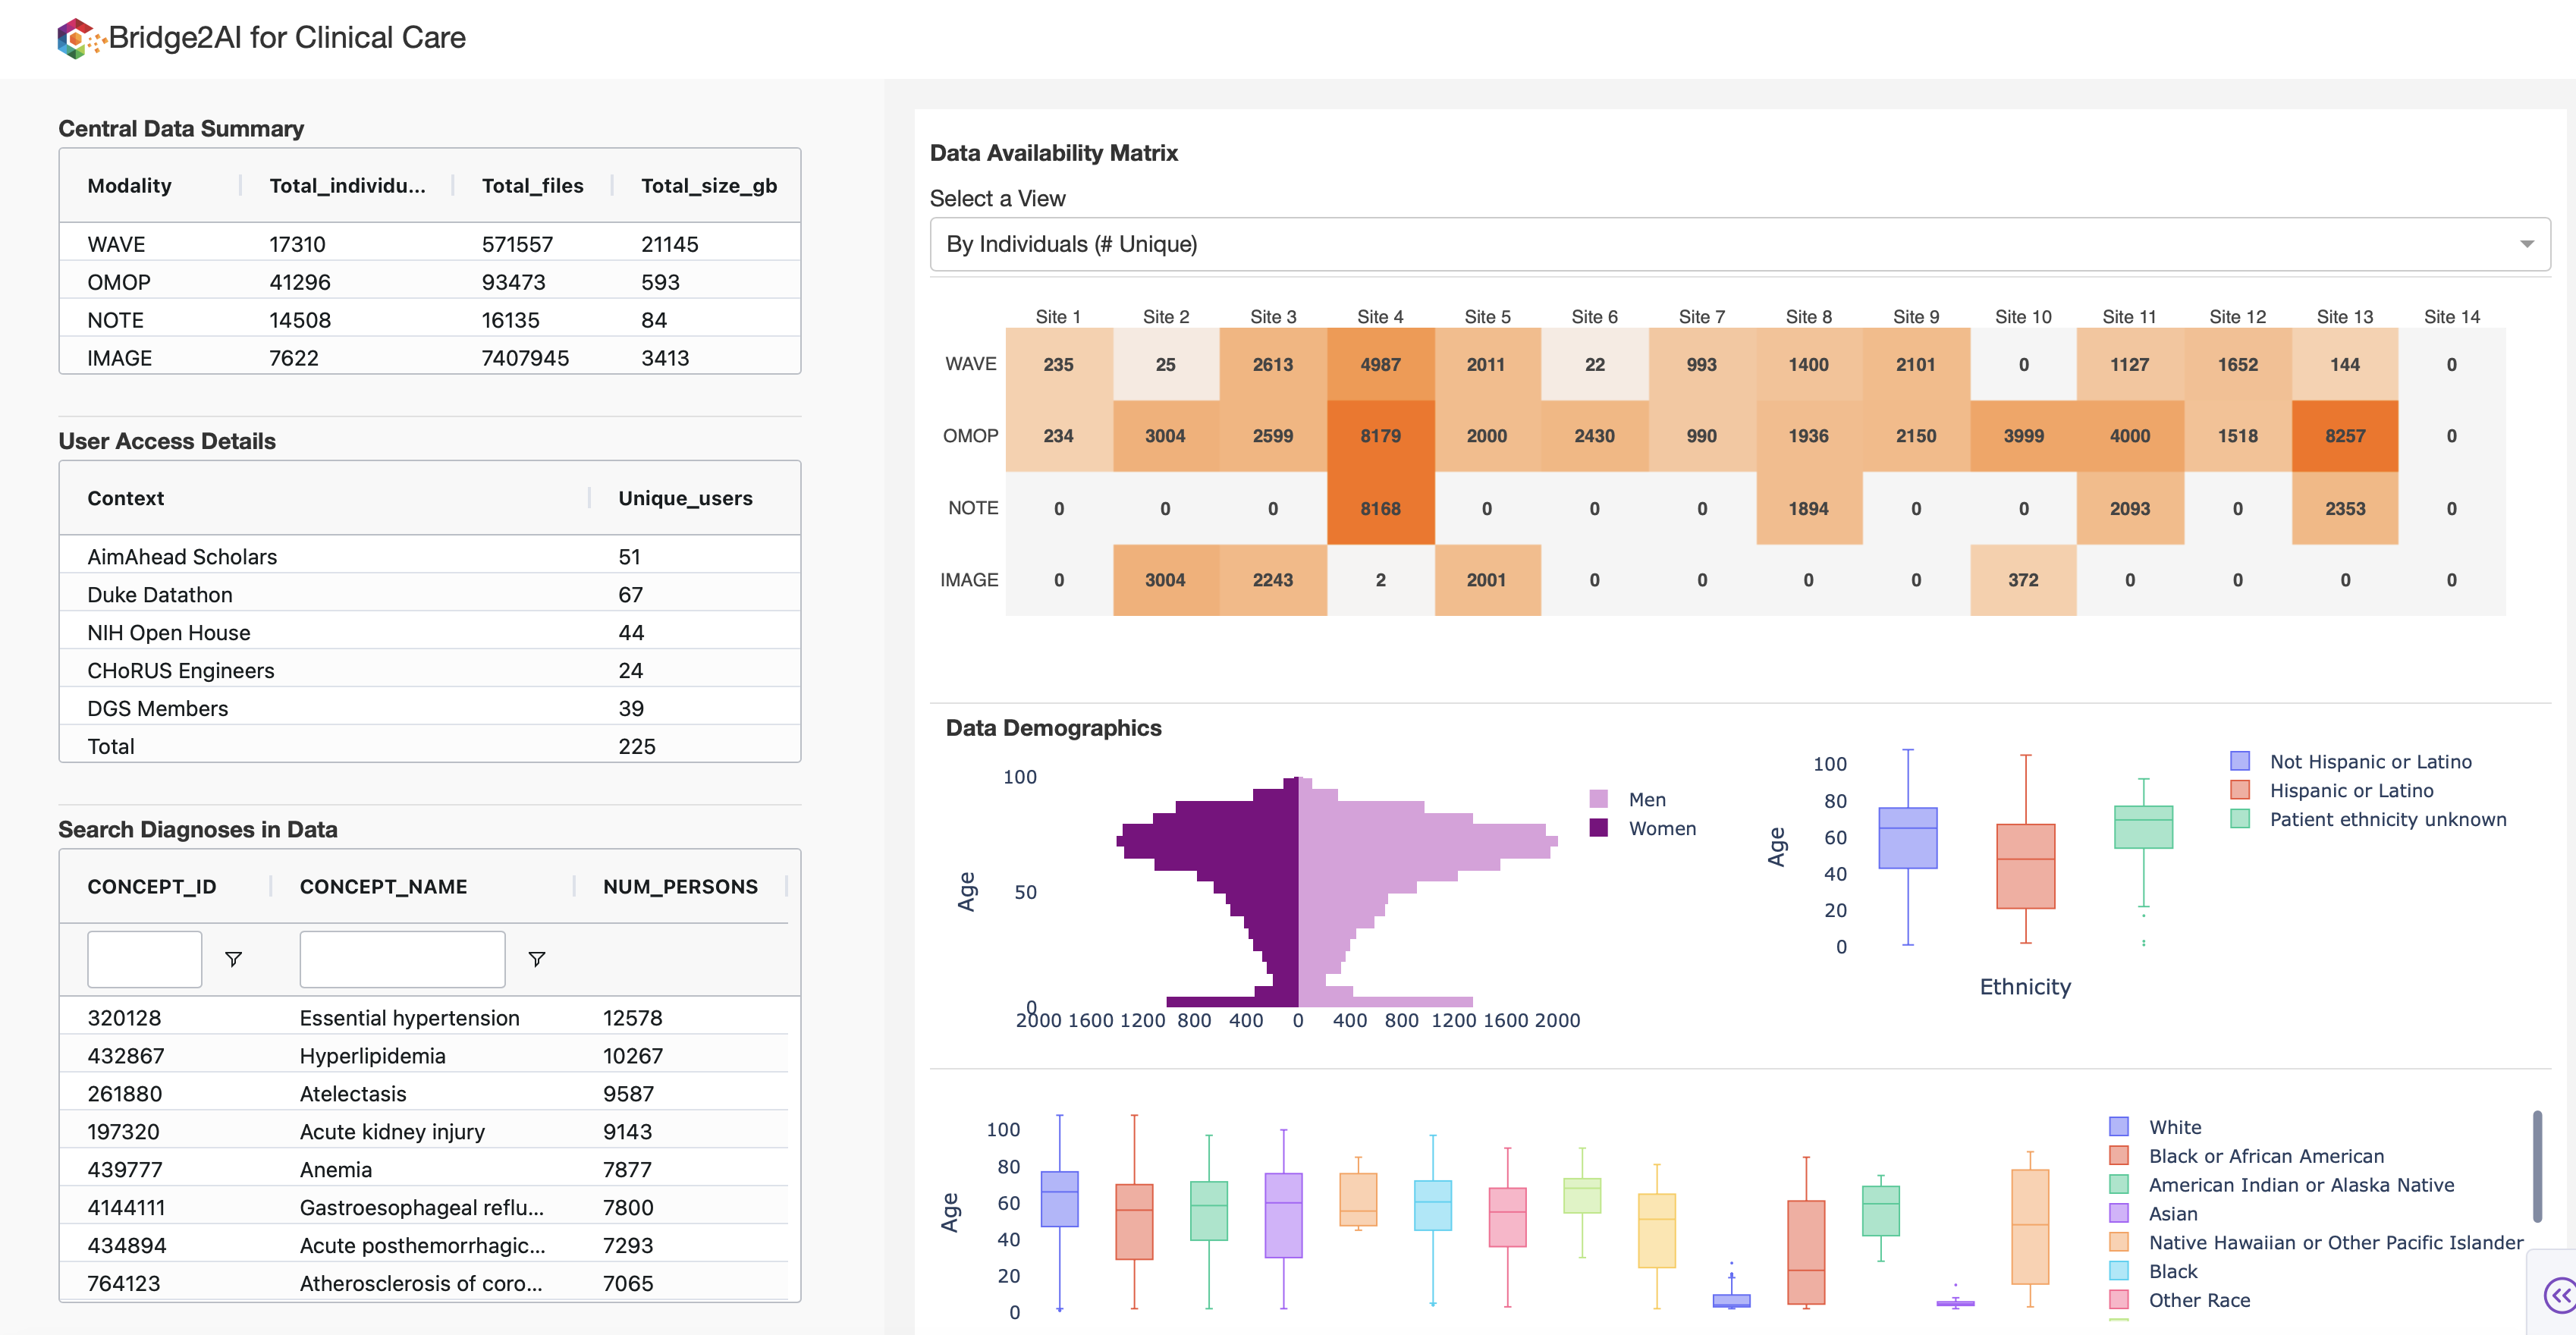 Bridge2AI for Clinical Care
Central Data Summary
Modality Total_individu... Total_files Total_size_gb
WAVE 17310 571557 21145
OMOP 41296 93473 593
NOTE 14508 16135 84
IMAGE 7622 7407945 3413
User Access Details
Context Unique_users
AimAhead Scholars 51
Duke Datathon 67
NIH Open House 44
CHoRUS Engineers 24
DGS Members 39
Total 225
Search Diagnoses in Data
CONCEPT_ID CONCEPT_NAME NUM_PERSONS
320128 Essential hypertension 12578
432867 Hyperlipidemia 10267
261880 Atelectasis 9587
197320 Acute kidney injury 9143
439777 Anemia 7877
4144111 Gastroesophageal reflu... 7800
434894 Acute posthemorrhagic... 7293
764123 Atherosclerosis of coro... 7065
Data Availability Matrix
Select a View
By Individuals (# Unique)
Site 1 Site 2 Site 3 Site 4 Site 5 Site 6 Site 7 Site 8 Site 9 Site 10 Site 11 Site 12 Site 13 Site 14
WAVE 235 25 2613 4987 2011 22 993 1400 2101 0 1127 1652 144 0
OMOP 234 3004 2599 8179 2000 2430 990 1936 2150 3999 4000 1518 8257 0
NOTE 0 0 0 8168 0 0 0 1894 0 0 2093 0 2353 0
IMAGE 0 3004 2243 2 2001 0 0 0 0 372 0 0 0 0
Data Demographics
100
50
0
Age
2000 1600 1200 800 400 0 400 800 1200 1600 2000
Men
Women
100
80
60
40
20
0
Age
Ethnicity
Not Hispanic or Latino
Hispanic or Latino
Patient ethnicity unknown
100
80
60
40
20
0
Age
White
Black or African American
American Indian or Alaska Native
Asian
Native Hawaiian or Other Pacific Islander
Black
Other Race